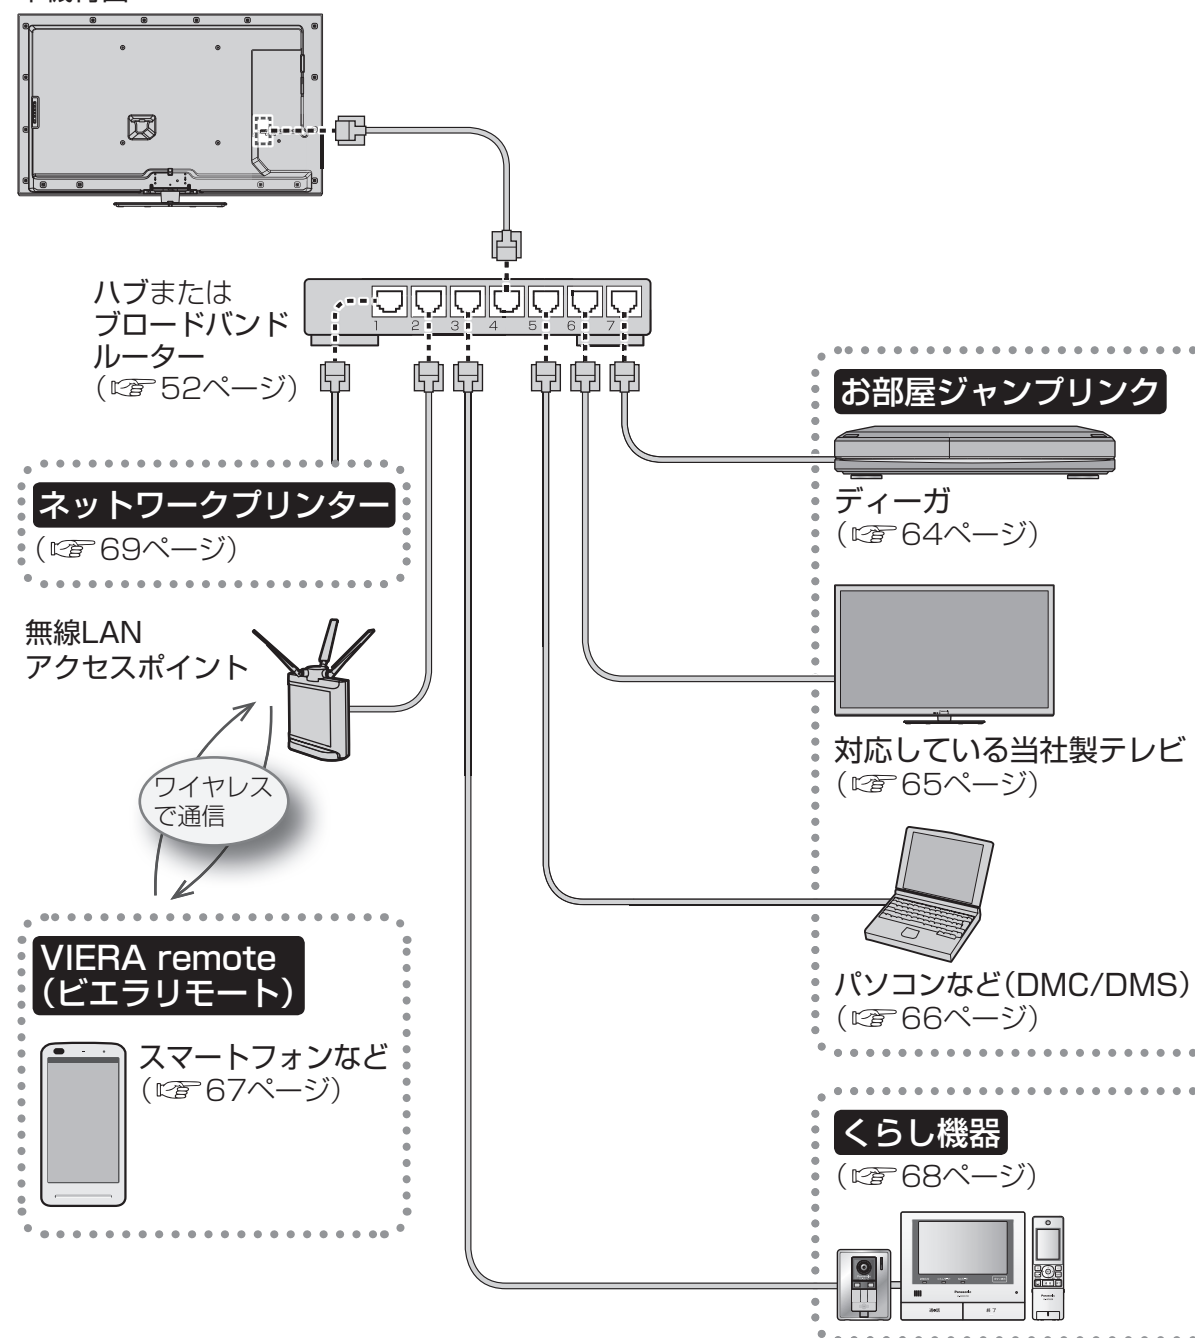 ハブまたは
ブロードバンド
ルーター
(☞52ページ)
1 2 3 4 5 6 7
ネットワークプリンター
(☞69ページ)
無線LAN
アクセスポイント
ワイヤレス
で通信
VIERA remote
(ビエラリモート)
スマートフォンなど
(☞67ページ)
お部屋ジャンプリンク
ディーガ
(☞64ページ)
対応している当社製テレビ
(☞65ページ)
パソコンなど(DMC/DMS)
(☞66ページ)
くらし機器
(☞68ページ)
Panasonic